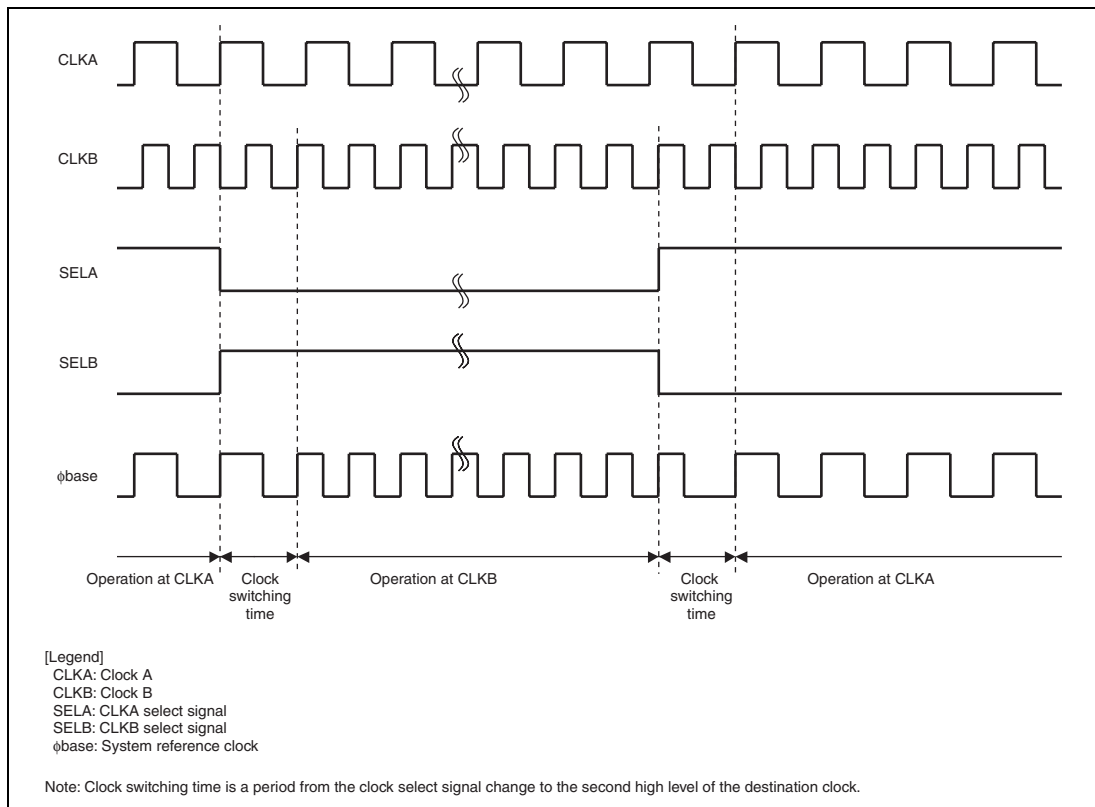 CLKA
CLKB
SELA
SELB
φbase
Operation at CLKA
Clock
switching
time
Operation at CLKB
Clock
switching
time
Operation at CLKA
[Legend]
CLKA: Clock A
CLKB: Clock B
SELA: CLKA select signal
SELB: CLKB select signal
φbase: System reference clock
Note: Clock switching time is a period from the clock select signal change to the second high level of the destination clock.